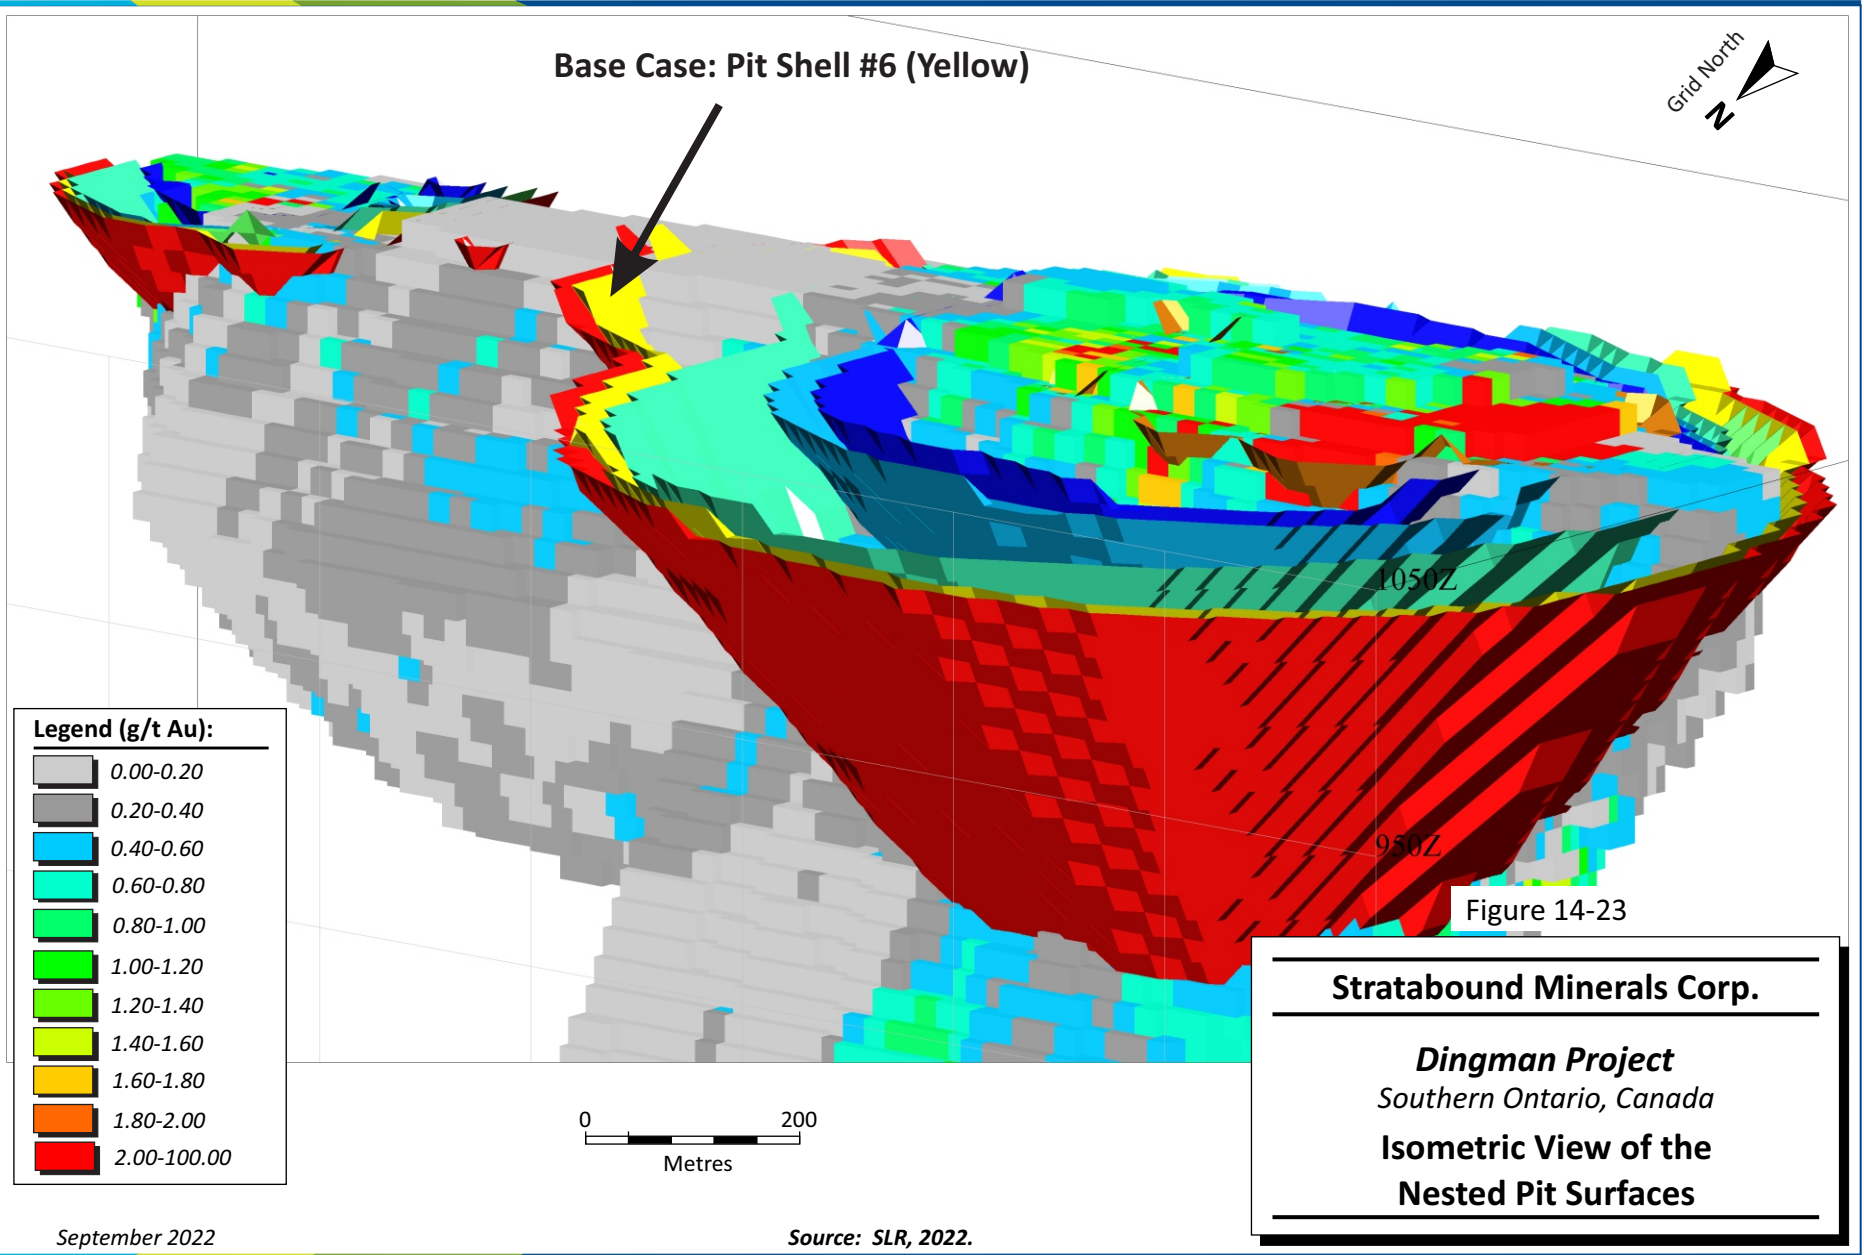 Base Case: Pit Shell #6 (Yellow)
Grid North
N
1050Z
950Z
Legend (g/t Au):
0.00-0.20
0.20-0.40
0.40-0.60
0.60-0.80
0.80-1.00
1.00-1.20
1.20-1.40
1.40-1.60
1.60-1.80
1.80-2.00
2.00-100.00
0 200
Metres
Figure 14-23
Stratabound Minerals Corp.
Dingman Project
Southern Ontario, Canada
Isometric View of the
Nested Pit Surfaces
September 2022
Source: SLR, 2022.